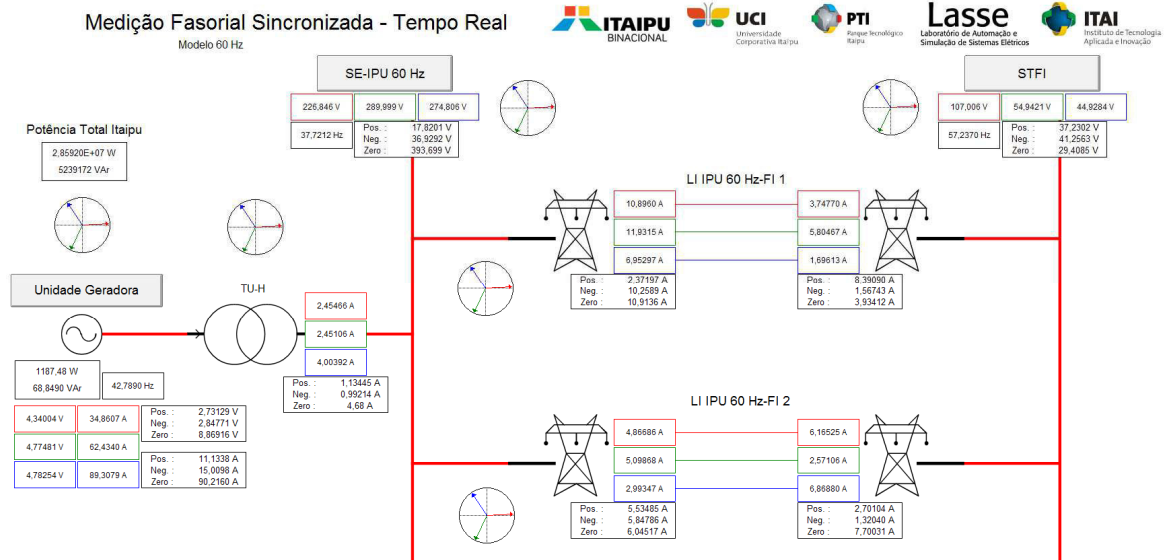 Medição Fasorial Sincronizada - Tempo Real
Modelo 60 Hz
ITAIPU
BINACIONAL
UCI
Universidade
Corporativa Itaipu
PTI
Parque Tecnológico
Itaipu
Lasse
Laboratório de Automação e
Simulação de Sistemas Elétricos
ITAI
Instituto de Tecnologia
Aplicada e Inovação
SE-IPU 60 Hz
226,846 V 289,999 V 274,806 V
37,7212 Hz
Pos. : 17,8201 V
Neg. : 36,9292 V
Zero : 393,699 V
STFI
107,006 V 54,9421 V 44,9284 V
57,2370 Hz
Pos. : 37,2302 V
Neg. : 41,2563 V
Zero : 29,4085 V
Potência Total Itaipu
2,85920E+07 W
5239172 VAr
LI IPU 60 Hz-FI 1
10,8960 A 3,74770 A
11,9315 A 5,80467 A
6,95297 A 1,69613 A
Pos. : 2,37197 A
Neg. : 10,2589 A
Zero : 10,9136 A
Pos. : 8,39090 A
Neg. : 1,56743 A
Zero : 3,93412 A
Unidade Geradora
TU-H
2,45466 A
2,45106 A
4,00392 A
Pos. : 1,13445 A
Neg. : 0,99214 A
Zero : 4,68 A
1187,48 W
68,8490 VAr
42,7890 Hz
4,34004 V 34,8607 A
4,77481 V 62,4340 A
4,78254 V 89,3079 A
Pos. : 2,73129 V
Neg. : 2,84771 V
Zero : 8,86916 V
Pos. : 11,1338 A
Neg. : 15,0098 A
Zero : 90,2160 A
LI IPU 60 Hz-FI 2
4,86686 A 6,16525 A
5,09868 A 2,57106 A
2,99347 A 6,86880 A
Pos. : 5,53485 A
Neg. : 5,84786 A
Zero : 6,04517 A
Pos. : 2,70104 A
Neg. : 1,32040 A
Zero : 7,70031 A